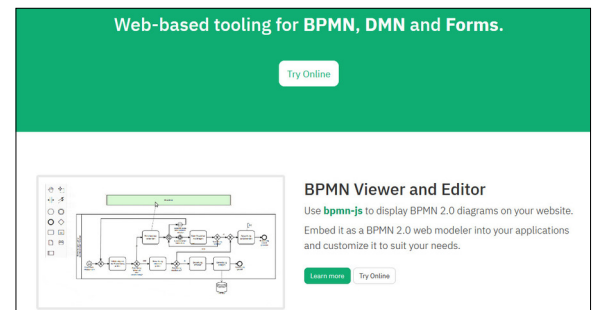 Web-based tooling for BPMN, DMN and Forms.
Try Online
BPMN Viewer and Editor
Use bpmn-js to display BPMN 2.0 diagrams on your website.
Embed it as a BPMN 2.0 web modeler into your applications
and customize it to suit your needs.
Learn more
Try Online